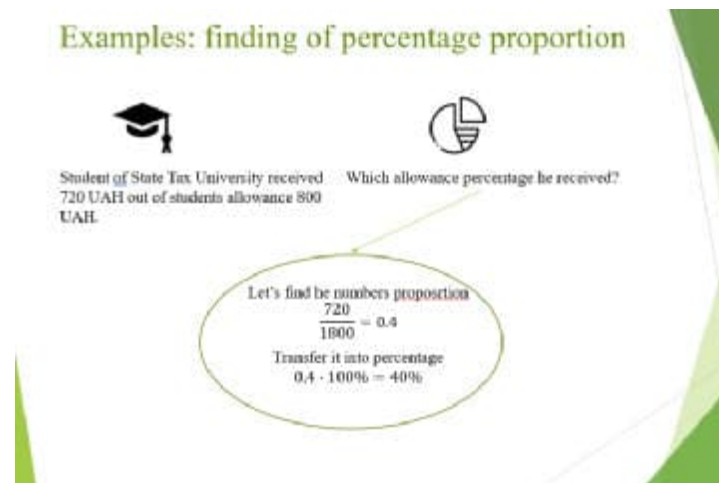 Examples: finding of percentage proportion
Student of State Tax University received
720 UAH out of students allowance 800
UAH.
Which allowance percentage he received?
Let's find he numbers proposrtion
720
1800
= 0.4
Transfer it into percentage
0,4 · 100% = 40%